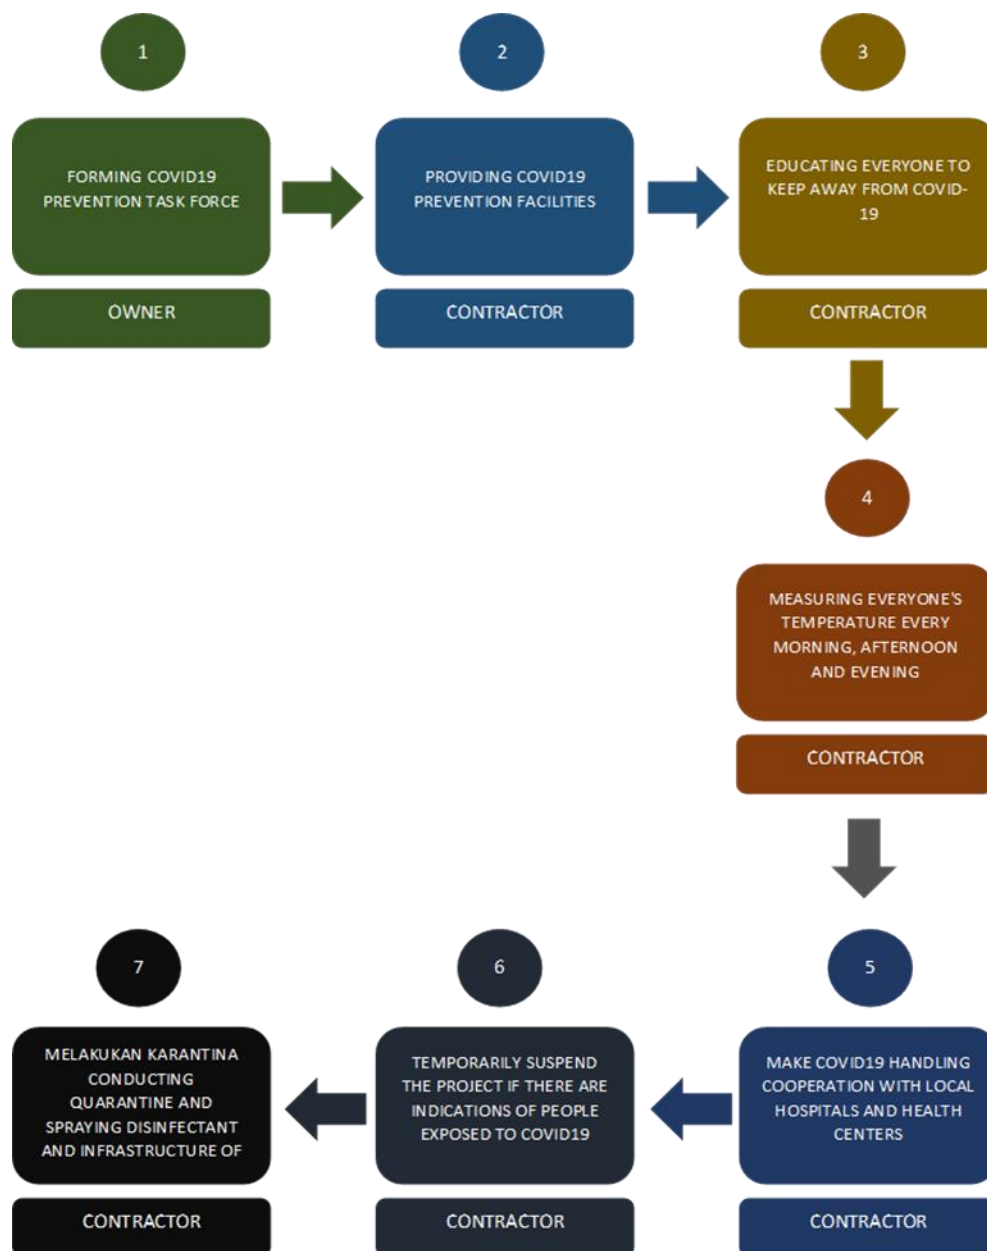 1
FORMING COVID19
PREVENTION TASK FORCE
OWNER
2
PROVIDING COVID19
PREVENTION FACILITIES
CONTRACTOR
3
EDUCATING EVERYONE TO
KEEP AWAY FROM COVID-
19
CONTRACTOR
4
MEASURING EVERYONE'S
TEMPERATURE EVERY
MORNING, AFTERNOON
AND EVENING
CONTRACTOR
5
MAKE COVID19 HANDLING
COOPERATION WITH LOCAL
HOSPITALS AND HEALTH
CENTERS
CONTRACTOR
6
TEMPORARILY SUSPEND
THE PROJECT IF THERE ARE
INDICATIONS OF PEOPLE
EXPOSED TO COVID19
CONTRACTOR
7
MELAKUKAN KARANTINA
CONDUCTING
QUARANTINE AND
SPRAYING DISINFECTANT
AND INFRASTRUCTURE OF
CONTRACTOR